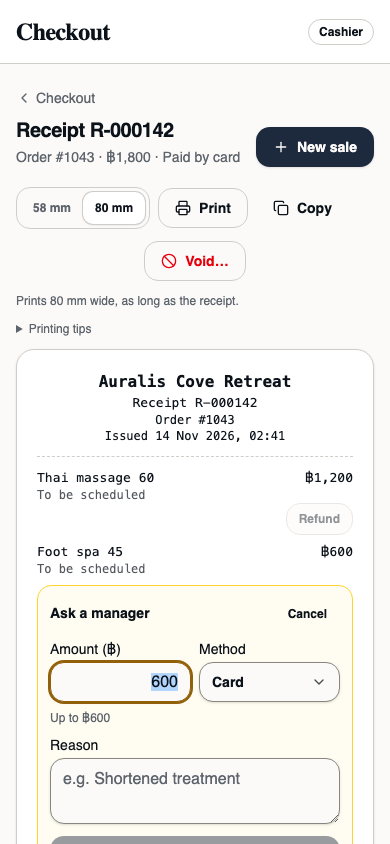 Checkout
Cashier
Checkout
Receipt R-000142
Order #1043 · ฿1,800 · Paid by card
New sale
58 mm
80 mm
Print
Copy
Void…
Prints 80 mm wide, as long as the receipt.
Printing tips
Auralis Cove Retreat
Receipt R-000142
Order #1043
Issued 14 Nov 2026, 02:41
Thai massage 60 ฿1,200
To be scheduled
Refund
Foot spa 45 ฿600
To be scheduled
Ask a manager
Cancel
Amount (฿)
Method
600
Card
Up to ฿600
Reason
e.g. Shortened treatment